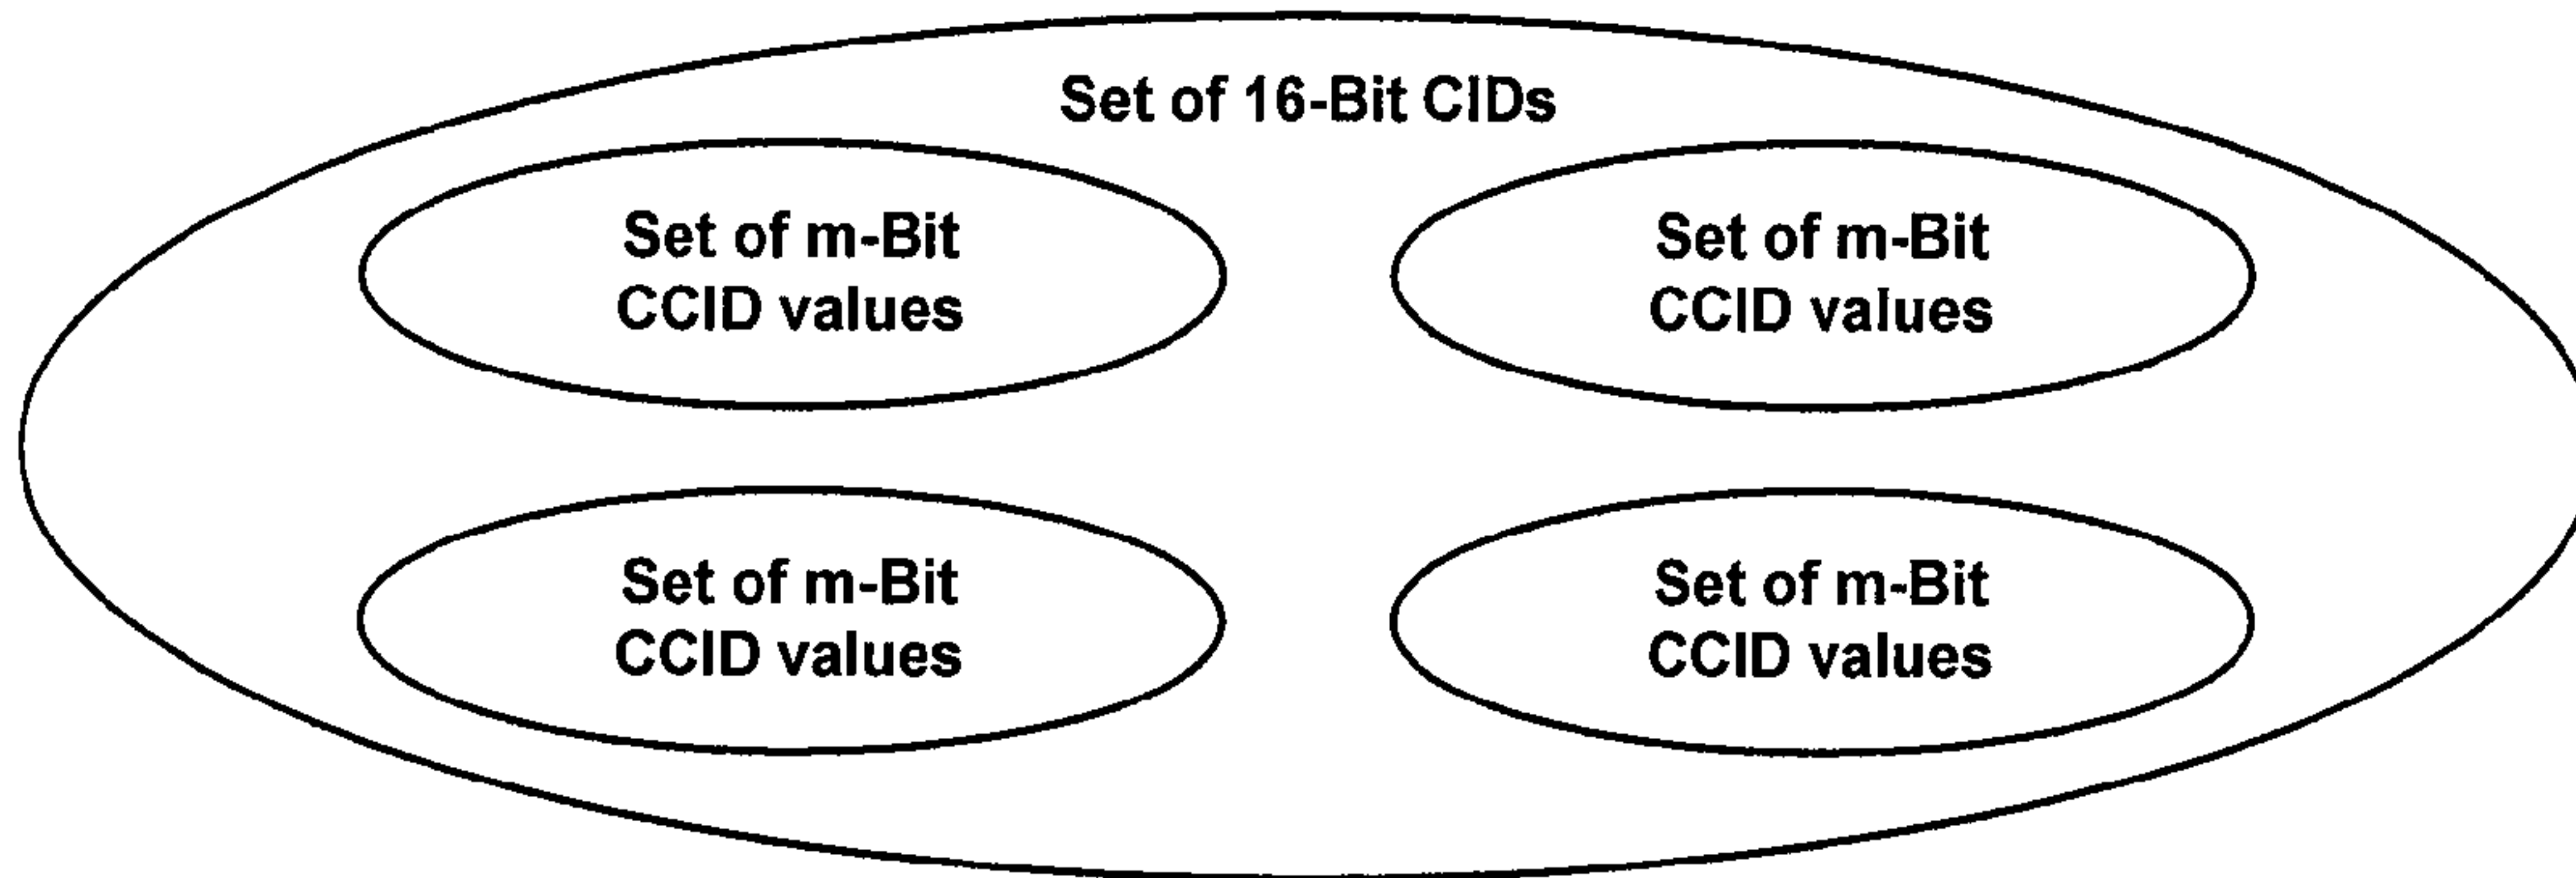 Set of 16-Bit CIDs
Set of m-Bit
CCID values
Set of m-Bit
CCID values
Set of m-Bit
CCID values
Set of m-Bit
CCID values